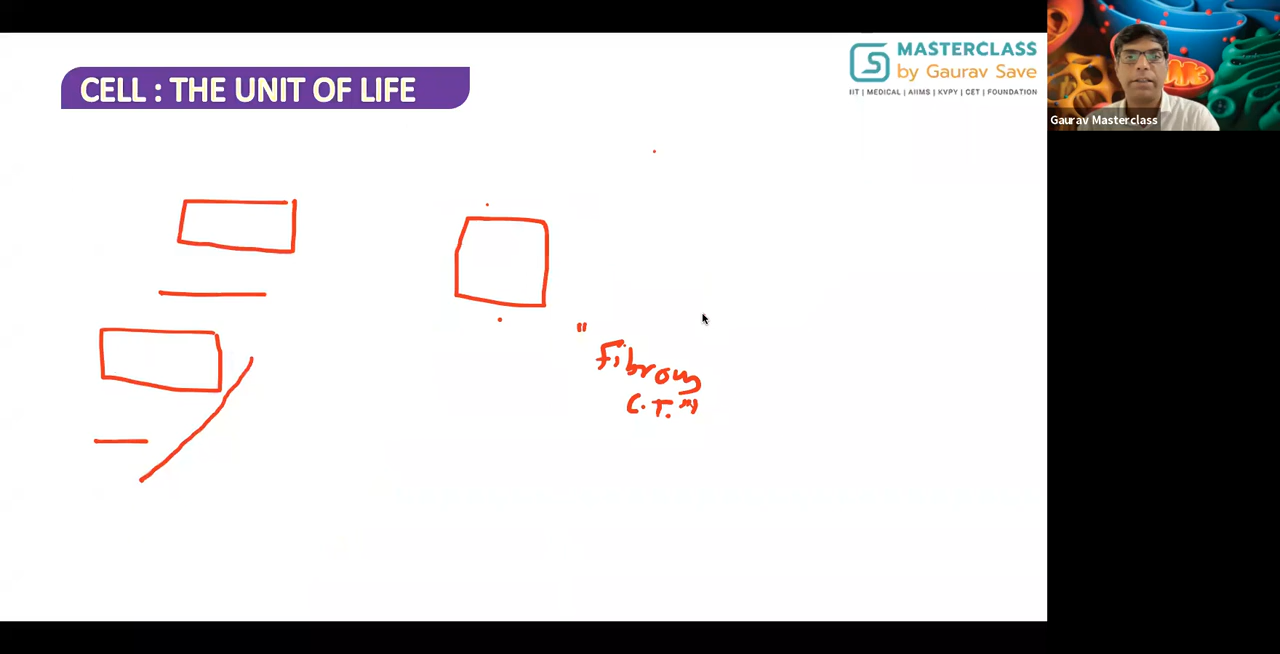 CELL : THE UNIT OF LIFE
MASTERCLASS
by Gaurav Save
IIT | MEDICAL | AIIMS | KVPY | CET | FOUNDATION
Gaurav Masterclass
" Fibrous
C.T. "